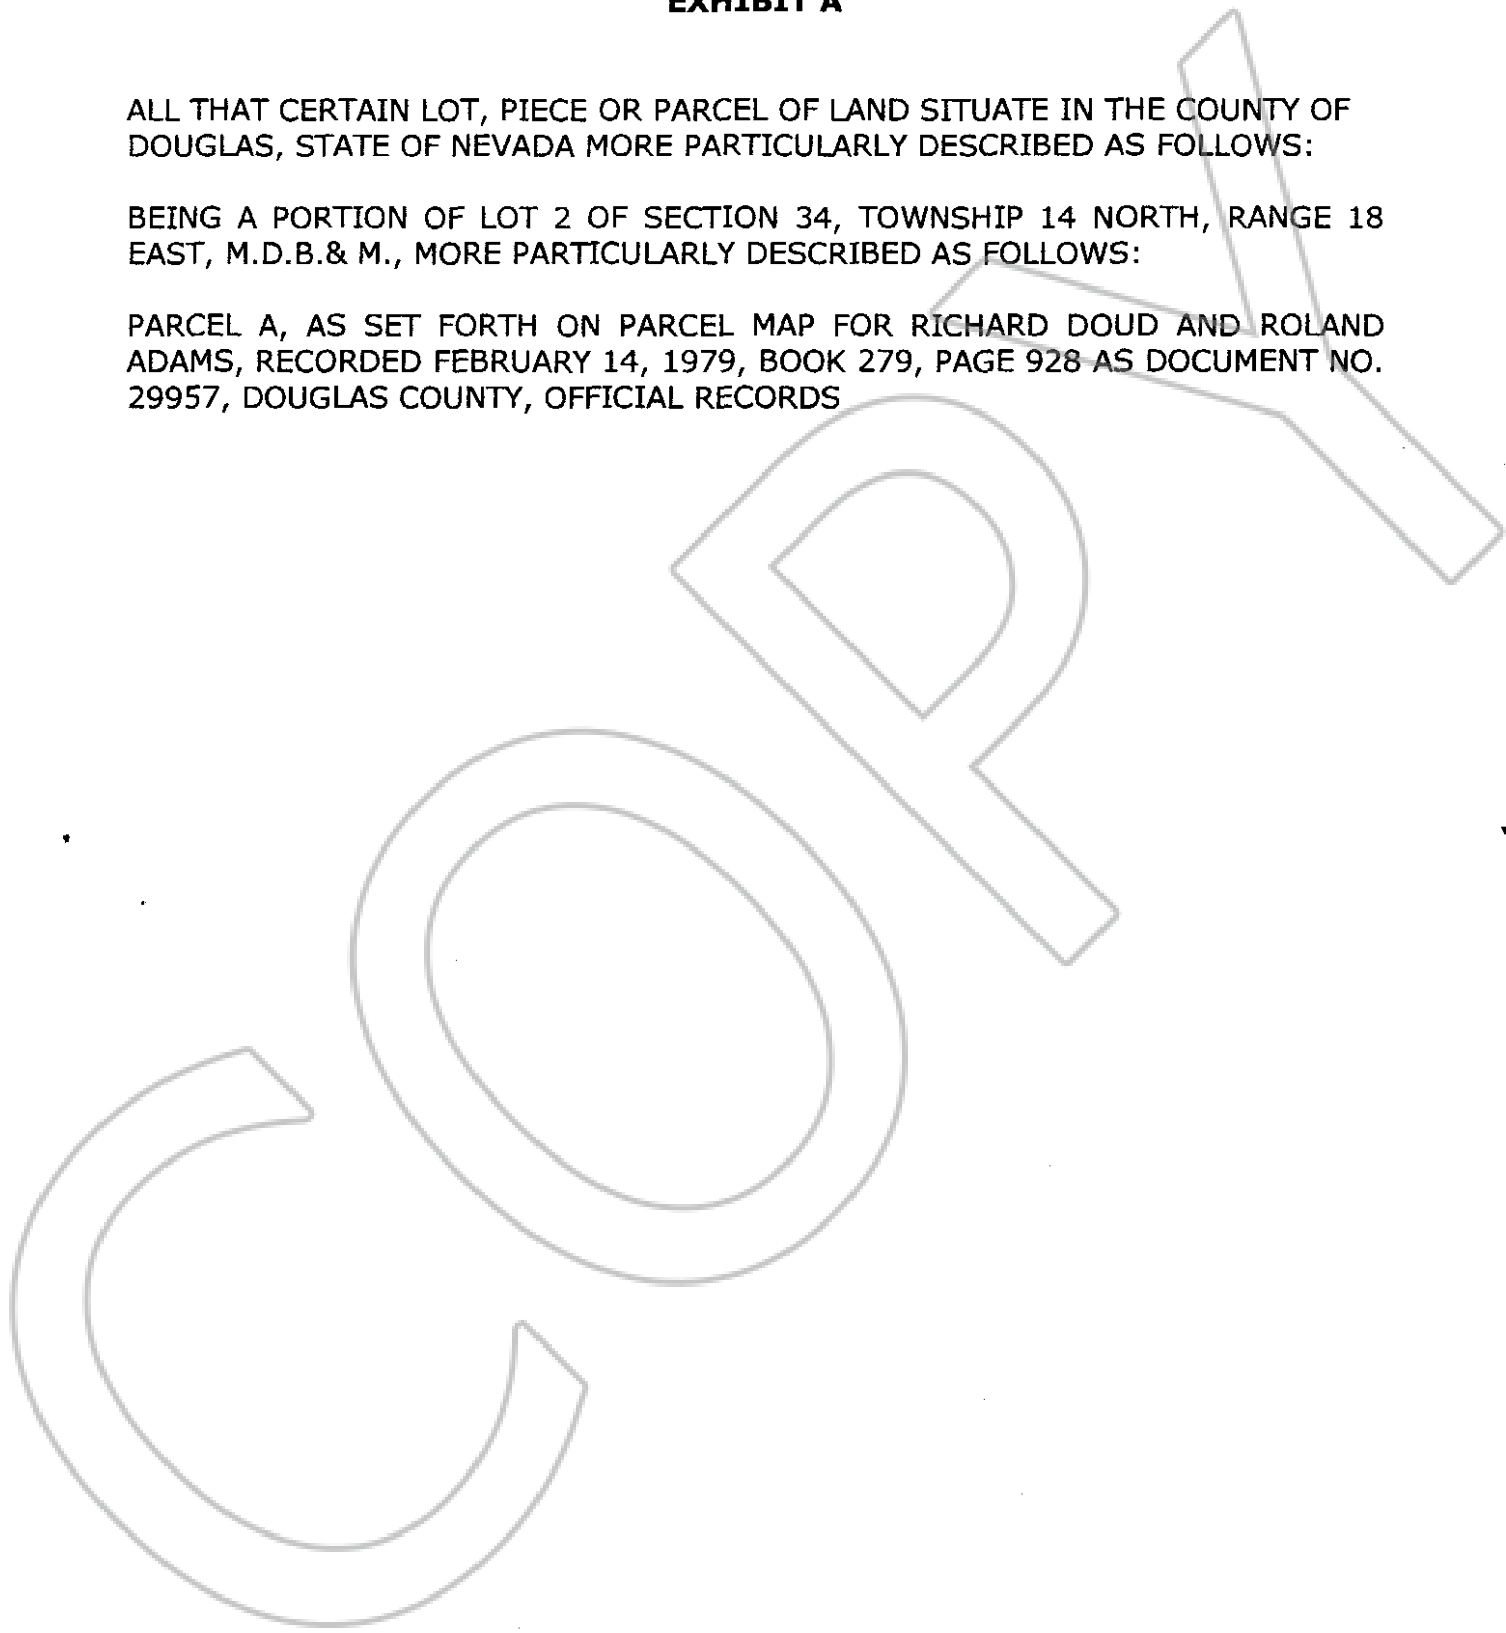 EXHIBIT A
ALL THAT CERTAIN LOT, PIECE OR PARCEL OF LAND SITUATE IN THE COUNTY OF
DOUGLAS, STATE OF NEVADA MORE PARTICULARLY DESCRIBED AS FOLLOWS:
BEING A PORTION OF LOT 2 OF SECTION 34, TOWNSHIP 14 NORTH, RANGE 18
EAST, M.D.B.& M., MORE PARTICULARLY DESCRIBED AS FOLLOWS:
PARCEL A, AS SET FORTH ON PARCEL MAP FOR RICHARD DOUD AND ROLAND
ADAMS, RECORDED FEBRUARY 14, 1979, BOOK 279, PAGE 928 AS DOCUMENT NO.
29957, DOUGLAS COUNTY, OFFICIAL RECORDS
COPY